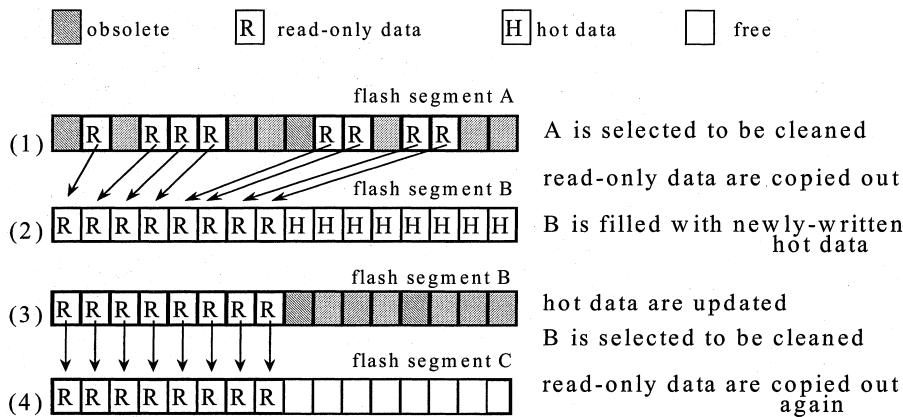 obsolete R read-only data H hot data free
flash segment A
(1) R R R R R R R R A is selected to be cleaned
read-only data are copied out
flash segment B
(2) R R R R R R R R H H H H H H H H B is filled with newly-written
hot data
flash segment B
(3) R R R R R R R R hot data are updated
B is selected to be cleaned
flash segment C
(4) R R R R R R R R read-only data are copied out
again